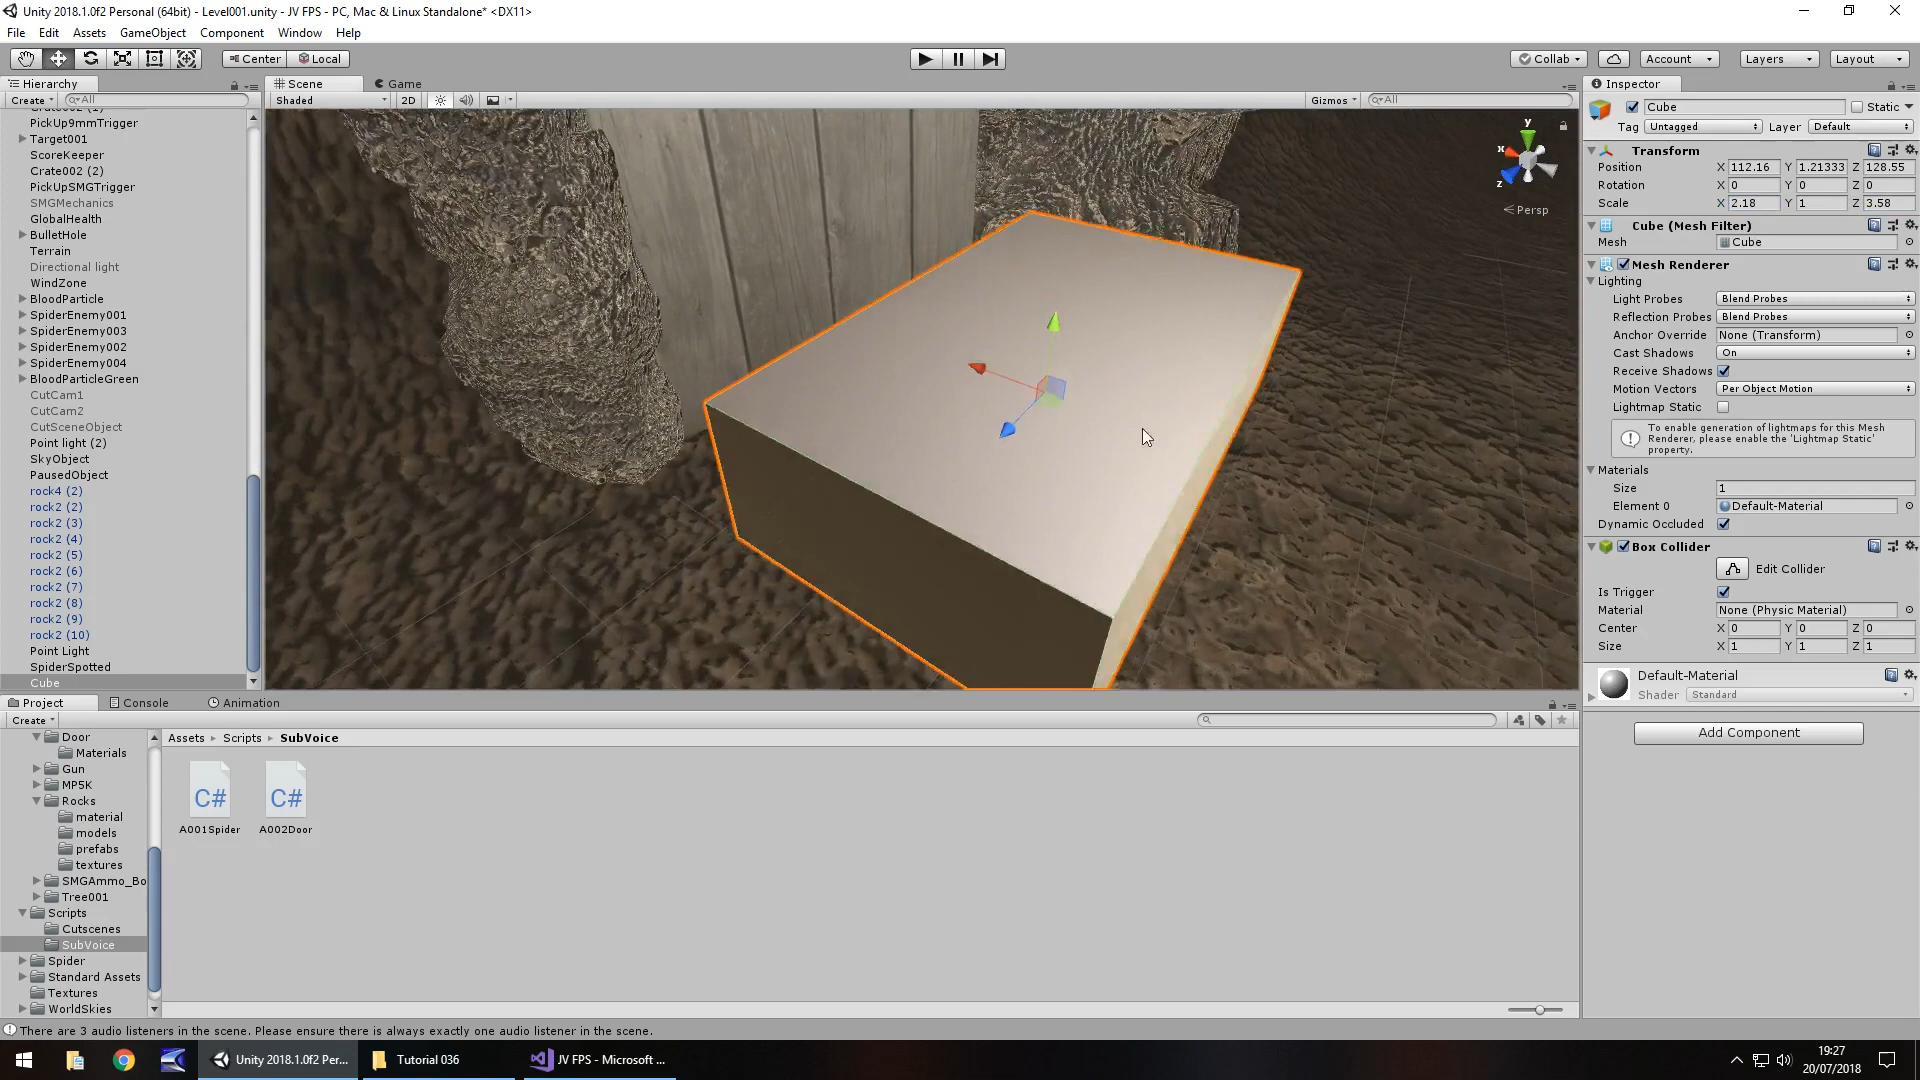 Unity 2018.1.0f2 Personal (64bit) - Level001.unity - JV FPS - PC, Mac & Linux Standalone* <DX11>
File Edit Assets GameObject Component Window Help
Center Local Collab Account Layers Layout
Hierarchy
Create All
PickUp9mmTrigger
Target001
ScoreKeeper
Crate002 (2)
PickUpSMGTrigger
SMGMechanics
GlobalHealth
BulletHole
Terrain
Directional light
WindZone
BloodParticle
SpiderEnemy001
SpiderEnemy003
SpiderEnemy002
SpiderEnemy004
BloodParticleGreen
CutCam1
CutCam2
CutSceneObject
Point light (2)
SkyObject
PausedObject
rock4 (2)
rock2 (2)
rock2 (3)
rock2 (4)
rock2 (5)
rock2 (6)
rock2 (7)
rock2 (8)
rock2 (9)
rock2 (10)
Point Light
SpiderSpotted
Cube
Scene Game
Shaded 2D Gizmos All
y
x
z
Persp
Inspector
Cube Static
Tag Untagged Layer Default
Transform
Position X 112.16 Y 1.21333 Z 128.55
Rotation X 0 Y 0 Z 0
Scale X 2.18 Y 1 Z 3.58
Cube (Mesh Filter)
Mesh Cube
Mesh Renderer
Lighting
Light Probes Blend Probes
Reflection Probes Blend Probes
Anchor Override None (Transform)
Cast Shadows On
Receive Shadows
Motion Vectors Per Object Motion
Lightmap Static
To enable generation of lightmaps for this Mesh
Renderer, please enable the 'Lightmap Static'
property.
Materials
Size 1
Element 0 Default-Material
Dynamic Occluded
Box Collider
Edit Collider
Is Trigger
Material None (Physic Material)
Center X 0 Y 0 Z 0
Size X 1 Y 1 Z 1
Default-Material
Shader Standard
Add Component
Project Console Animation
Create
Door
Materials
Gun
MP5K
Rocks
material
models
prefabs
textures
SMGAmmo_Bo
Tree001
Scripts
Cutscenes
SubVoice
Spider
Standard Assets
Textures
WorldSkies
Assets Scripts SubVoice
C# C#
A001Spider A002Door
There are 3 audio listeners in the scene. Please ensure there is always exactly one audio listener in the scene.
Unity 2018.1.0f2 Per... Tutorial 036 JV FPS - Microsoft ...
19:27
20/07/2018